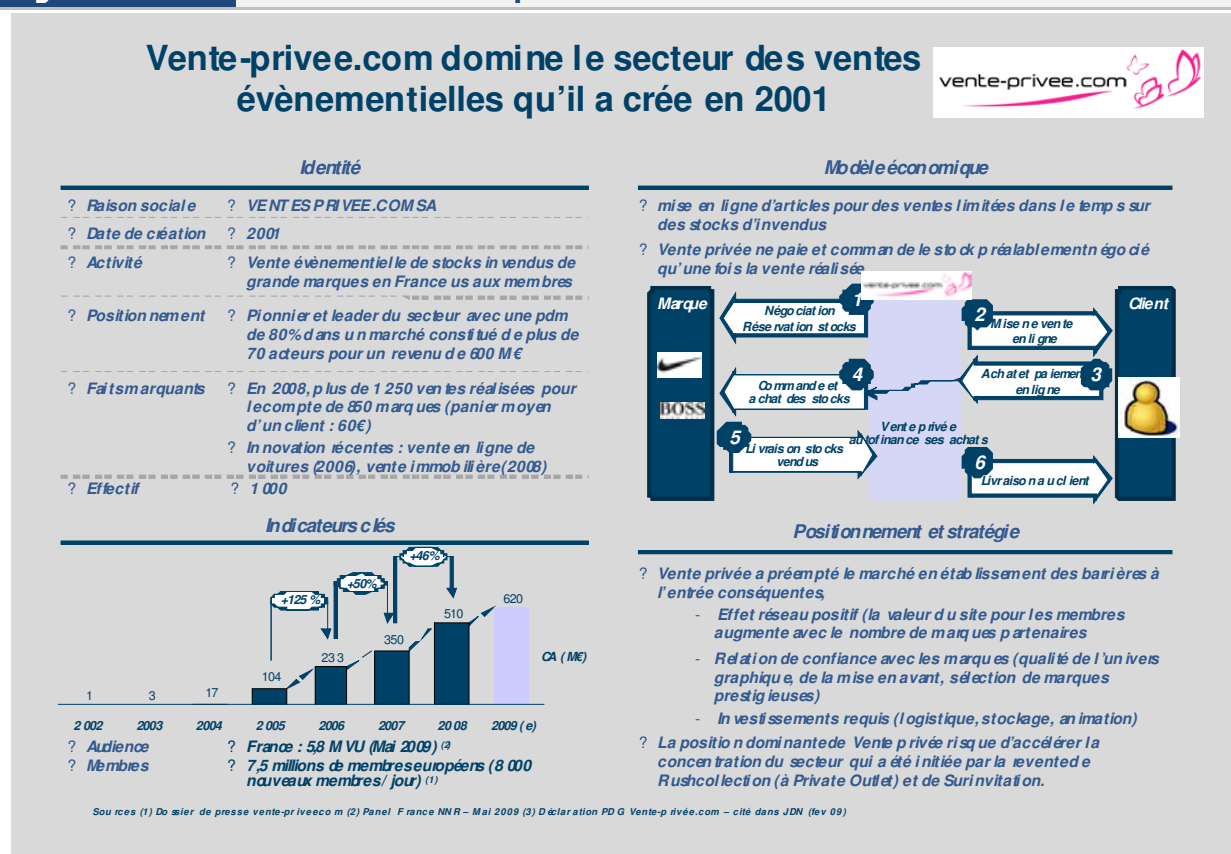 Vente-privee.com domine le secteur des ventes
évènementielles qu'il a crée en 2001
vente-privee.com
Identité
? Raison sociale ? VENTESPRIVEE.COM SA
? Date de création ? 2001
? Activité ? Vente évènementielle de stocks invendus de
grande marques en France us aux membres
? Positionnement ? Pionnier et leader du secteur avec une pdm
de 80% dans un marché constitué de plus de
70 acteurs pour un revenu de 600 M€
? Faits marquants ? En 2008, plus de 1 250 ventes réalisées pour
le compte de 850 marques (panier moyen
d'un client : 60€)
? Innovation récentes : vente en ligne de
voitures (2006), vente immobilière (2008)
? Effectif ? 1 000
Indicateurs clés
+46%
+50%
+125 %
620
510
350
233
104
17
3
1
CA (M€)
2002 2003 2004 2005 2006 2007 2008 2009 (e)
? Audience ? France : 5,8 M VU (Mai 2009) (2)
? Membres ? 7,5 millions de membres européens (8 000
nouveaux membres / jour) (1)
Modèle économique
? mise en ligne d'articles pour des ventes limitées dans le temps sur
des stocks d'invendus
? Vente privée ne paie et commande le stock préalablement négocié
qu'une fois la vente réalisée
vente-privee.com
Marque
Client
1
Négociation
Réservation stocks
2
Mise ne vente
en ligne
3
Achat et paiement
en ligne
4
Commande et
achat des stocks
BOSS
Vente privée
autofinance ses achats
5
Livraison stocks
vendus
6
Livraison au client
Positionnement et stratégie
? Vente privée a préempté le marché en établissement des barrières à
l'entrée conséquentes,
- Effet réseau positif (la valeur du site pour les membres
augmente avec le nombre de marques partenaires
- Relation de confiance avec les marques (qualité de l'univers
graphique, de la mise en avant, sélection de marques
prestigieuses)
- Investissements requis (logistique, stockage, animation)
? La position dominante de Vente privée risque d'accélérer la
concentration du secteur qui a été initiée par la revente de
Rushcollection (à Private Outlet) et de Surinvitation.
Sources (1) Dossier de presse vente-priveecom (2) Panel France NNR – Mai 2009 (3) Déclaration PDG Vente-privée.com – cité dans JDN (fev 09)